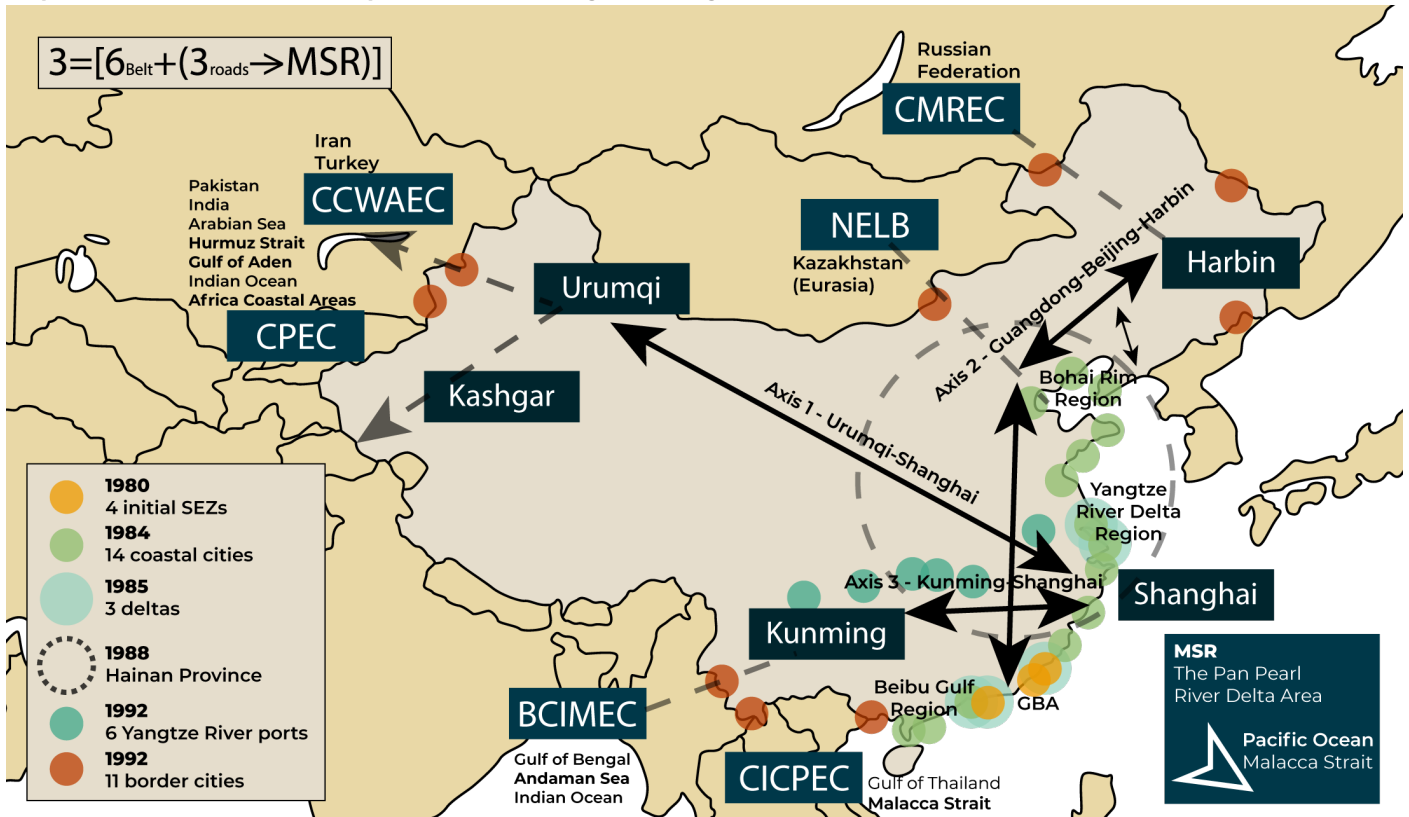 3=[6Belt+(3roads→MSR)]
Russian
Federation
CMREC
Iran
Turkey
CCWAEC
Pakistan
India
Arabian Sea
Hurmuz Strait
Gulf of Aden
Indian Ocean
Africa Coastal Areas
CPEC
NELB
Kazakhstan
(Eurasia)
Harbin
Urumqi
Kashgar
Axis 2 - Guangdong-Beijing-Harbin
Bohai Rim
Region
Axis 1 - Urumqi-Shanghai
Yangtze
River Delta
Region
Axis 3 - Kunming-Shanghai
Shanghai
Kunming
Beibu Gulf
Region
GBA
BCIMEC
Gulf of Bengal
Andaman Sea
Indian Ocean
CICPEC
Gulf of Thailand
Malacca Strait
1980
4 initial SEZs
1984
14 coastal cities
1985
3 deltas
1988
Hainan Province
1992
6 Yangtze River ports
1992
11 border cities
MSR
The Pan Pearl
River Delta Area
Pacific Ocean
Malacca Strait